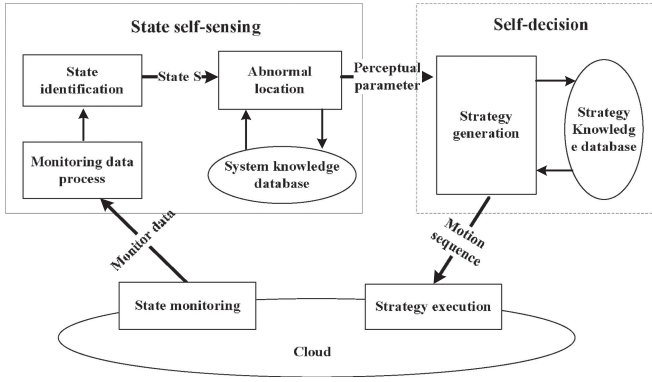 State self-sensing
Self-decision
State
identification
State S
Abnormal
location
Perceptual
parameter
Strategy
generation
Strategy
Knowledg
e database
Monitoring data
process
System knowledge
database
Monitor data
Motion
sequence
State monitoring
Strategy execution
Cloud